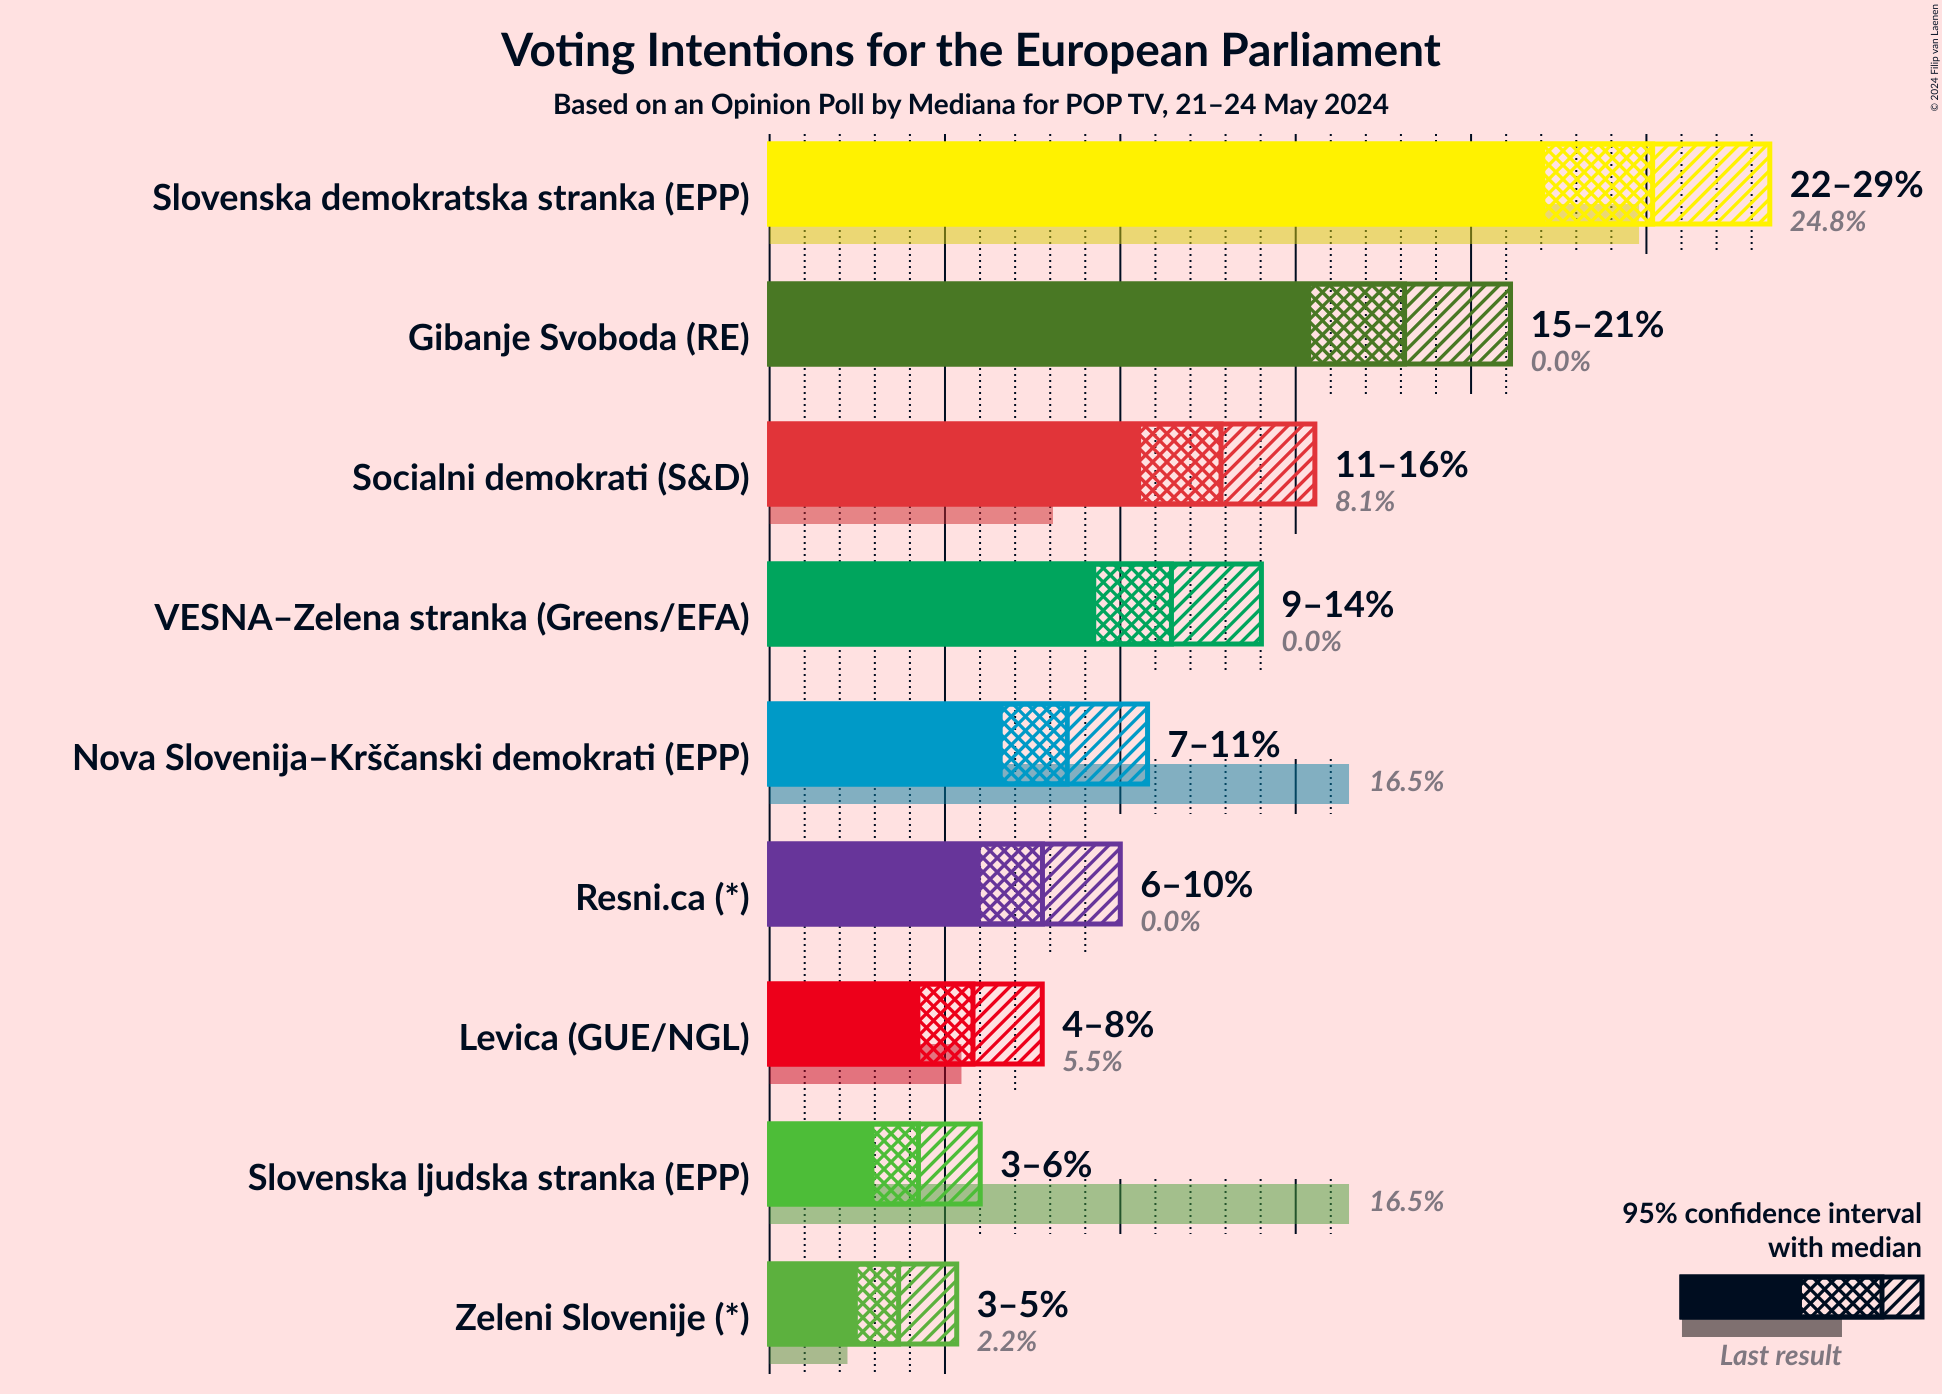 Voting Intentions for the European Parliament
Based on an Opinion Poll by Mediana for POP TV, 21–24 May 2024
© 2024 Filip van Laenen
Slovenska demokratska stranka (EPP)
22–29%
24.8%
Gibanje Svoboda (RE)
15–21%
0.0%
Socialni demokrati (S&D)
11–16%
8.1%
VESNA–Zelena stranka (Greens/EFA)
9–14%
0.0%
Nova Slovenija–Krščanski demokrati (EPP)
7–11%
16.5%
Resni.ca (*)
6–10%
0.0%
Levica (GUE/NGL)
4–8%
5.5%
Slovenska ljudska stranka (EPP)
3–6%
16.5%
Zeleni Slovenije (*)
3–5%
2.2%
95% confidence interval
with median
Last result